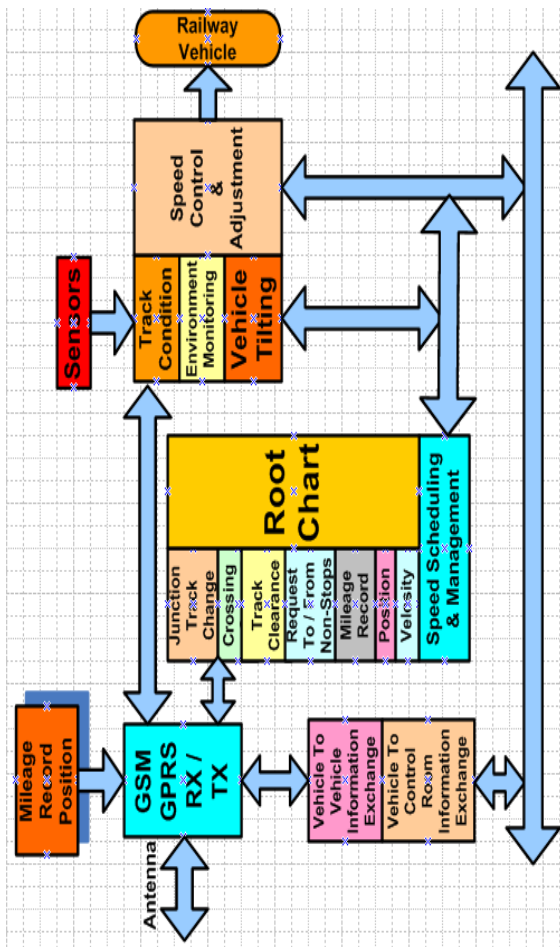 Railway
Vehicle
Speed
Control
&
Adjustment
Sensors
Track
Condition
Environment
Monitoring
Vehicle
Tilting
Root
Chart
Junction
Track
Change
Crossing
Track
Clearance
Request
To / From
Non-Stops
Mileage
Record
Position
Velosity
Speed Scheduling
& Management
Mileage
Record
Position
GSM
GPRS
RX /
TX
Antenna
Vehicle To
Vehicle
Information
Exchange
Vehicle To
Control
Room
Information
Exchange